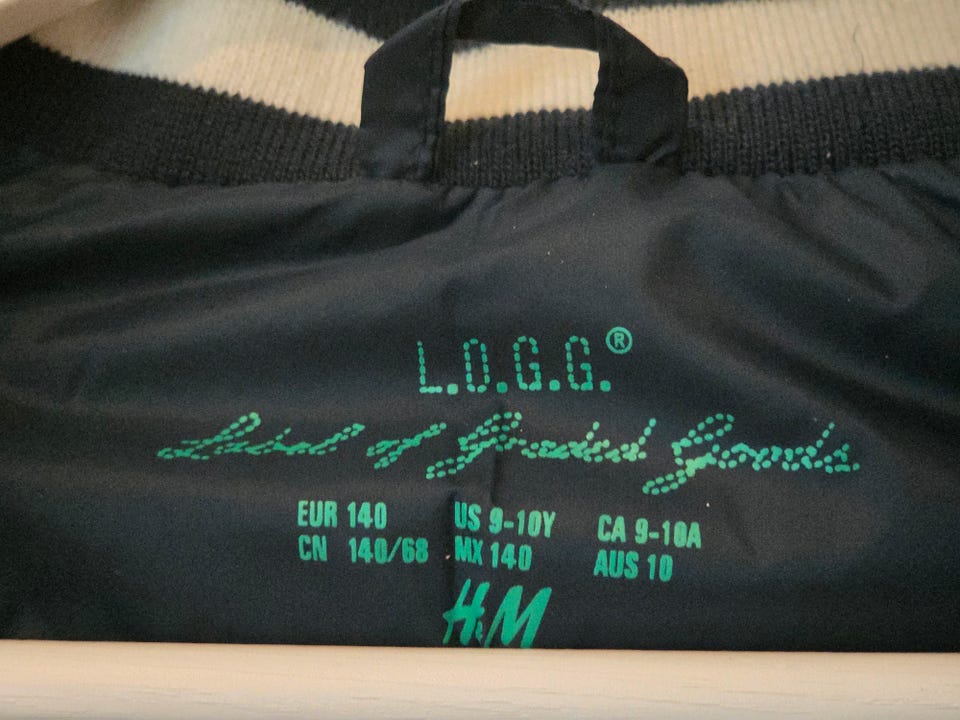 L.O.G.G.®
Label of Graded Goods
EUR 140 US 9-10Y CA 9-10A
CN 140/68 MX 140 AUS 10
H&M